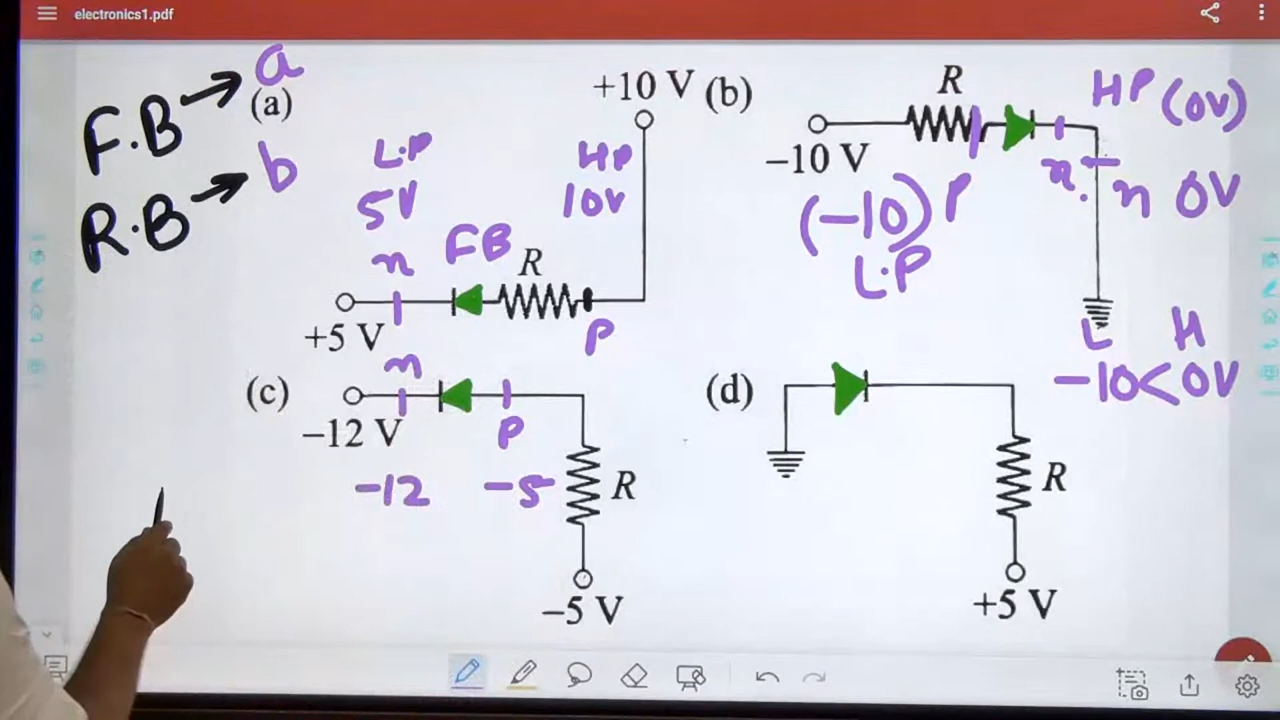 electronics1.pdf
F.B → a
R.B → b
(a)
+10 V
L.P
5V
HP
10V
n
FB
R
+5 V
P
(b)
R
HP (0V)
−10 V
(−10)
P
L.P
n
n 0V
L H
−10 < 0V
(c)
n
−12 V
P
−12 −5
R
−5 V
(d)
R
+5 V